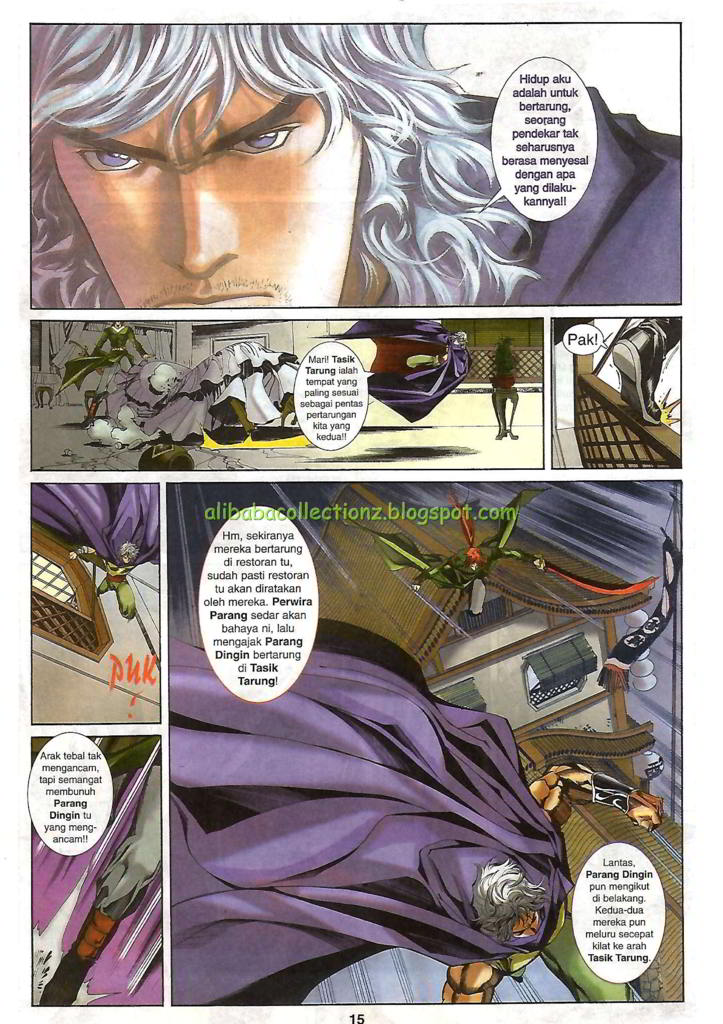 Hidup aku
adalah untuk
bertarung,
seorang
pendekar tak
seharusnya
berasa menyesal
dengan apa
yang dilaku-
kannya!!
Mari! Tasik
Tarung ialah
tempat yang
paling sesuai
sebagai pentas
pertarungan
kita yang
kedua!!
Pak!
alibabacollectionz.blogspot.com
Hm, sekiranya
mereka bertarung
di restoran tu,
sudah pasti restoran
tu akan diratakan
oleh mereka. Perwira
Parang sedar akan
bahaya ni, lalu
mengajak Parang
Dingin bertarung
di Tasik
Tarung!
PUK
!
Arak tebal tak
mengancam,
tapi semangat
membunuh
Parang
Dingin tu
yang meng-
ancam!!
Lantas,
Parang Dingin
pun mengikut
di belakang.
Kedua-dua
mereka pun
meluru secepat
kilat ke arah
Tasik Tarung.
15